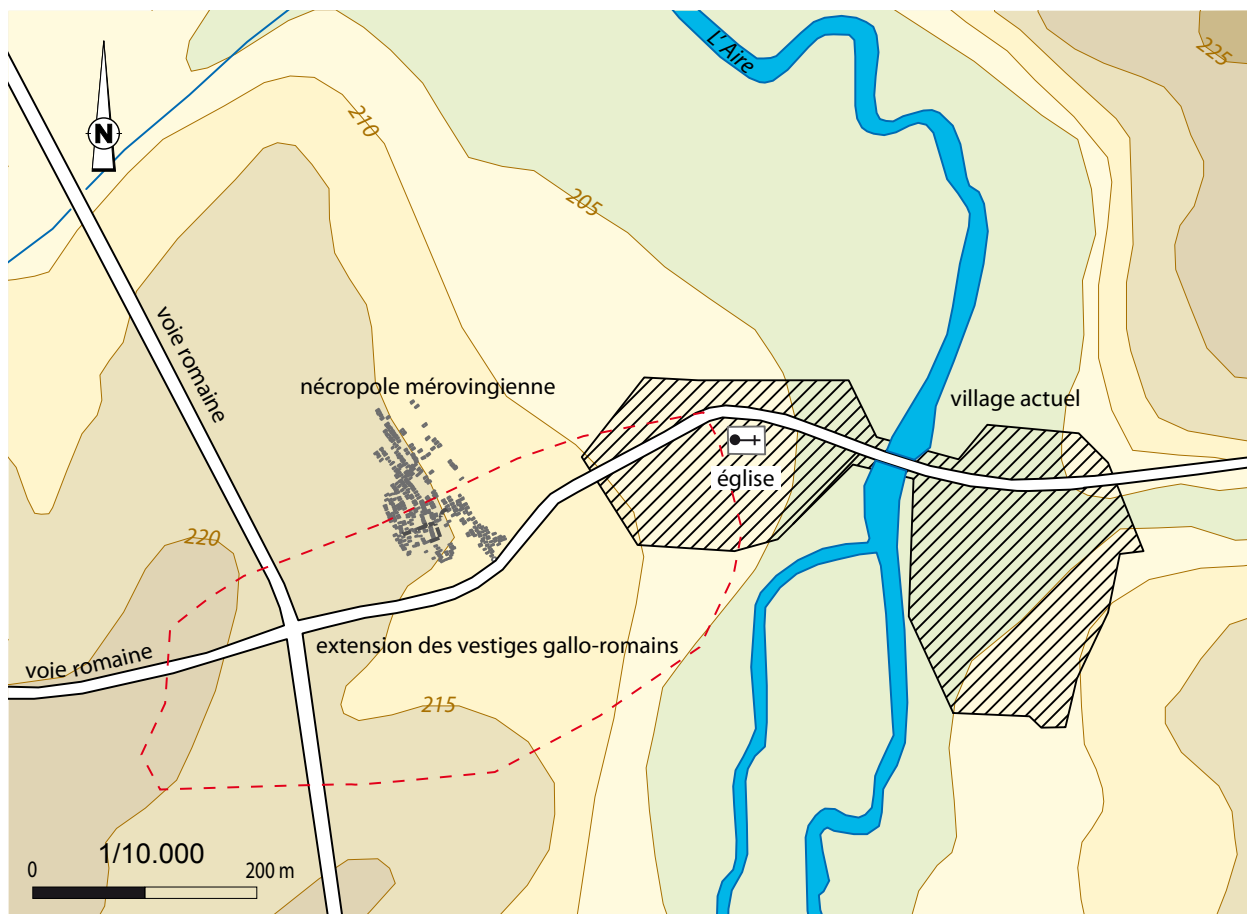 L'Aire
225
N
210
205
voie romaine
nécropole mérovingienne
village actuel
église
220
extension des vestiges gallo-romains
voie romaine
215
1/10.000
0 200 m